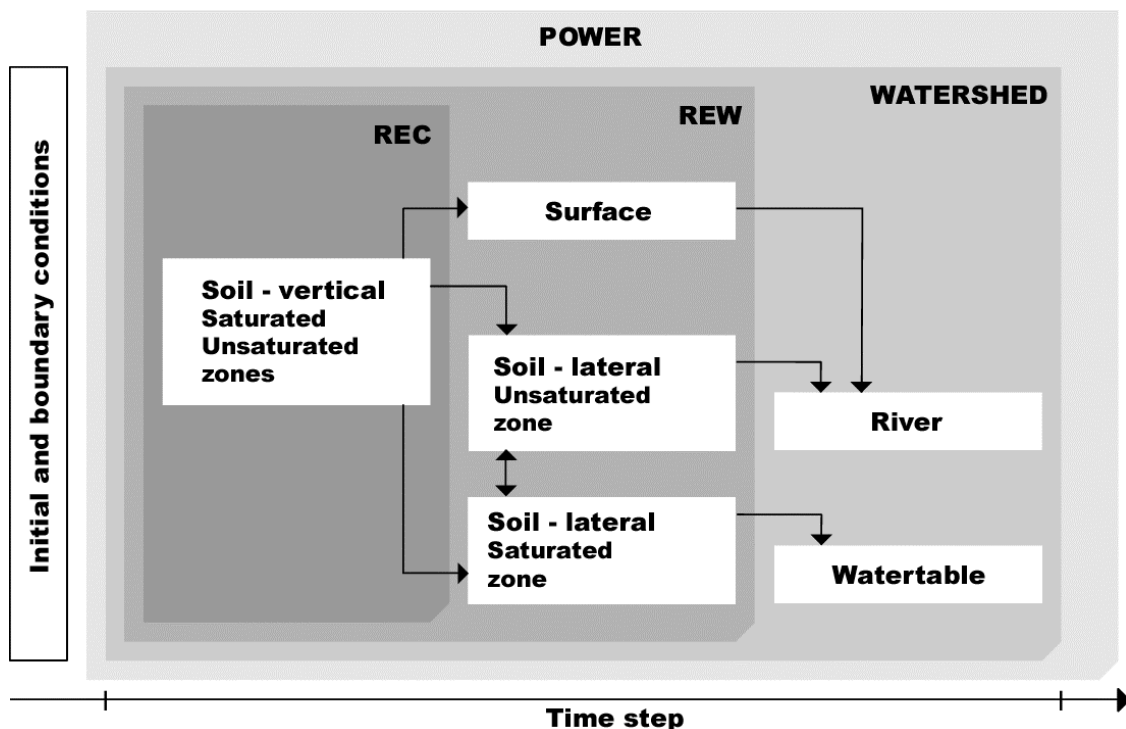 POWER
WATERSHED
REW
REC
Initial and boundary conditions
Surface
Soil - vertical
Saturated
Unsaturated
zones
Soil - lateral
Unsaturated
zone
River
Soil - lateral
Saturated
zone
Watertable
Time step